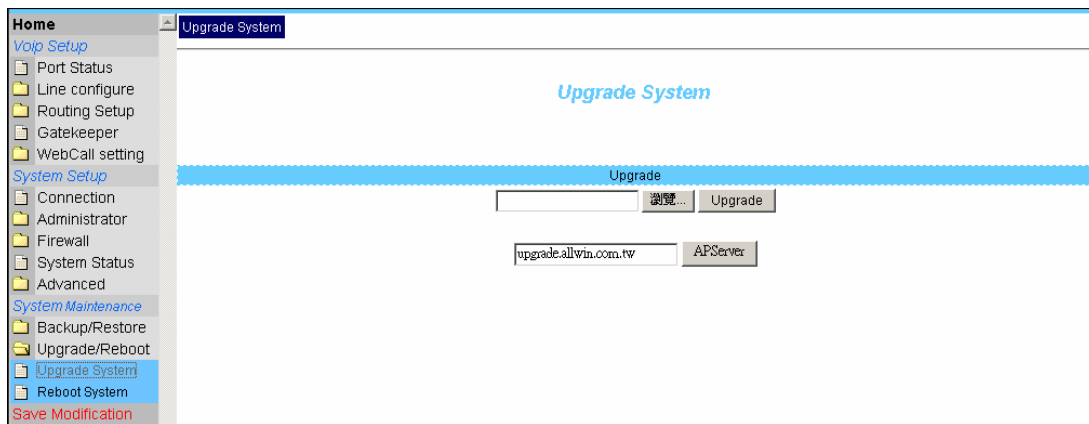 Home
Voip Setup
Port Status
Line configure
Routing Setup
Gatekeeper
WebCall setting
System Setup
Connection
Administrator
Firewall
System Status
Advanced
System Maintenance
Backup/Restore
Upgrade/Reboot
Upgrade System
Reboot System
Save Modification
Upgrade System
Upgrade System
Upgrade
瀏覽... Upgrade
upgrade.allwin.com.tw APServer